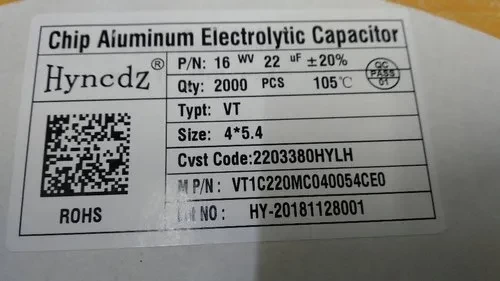 Chip Aluminum Electrolytic Capacitor
Hyncdz®
P/N: 16 WV 22 uF ±20%
Qty: 2000 PCS 105℃
QC
PASS
01
Typt: VT
Size: 4*5.4
Cvst Code:2203380HYLH
M P/N: VT1C220MC040054CE0
NO: HY-20181128001
ROHS